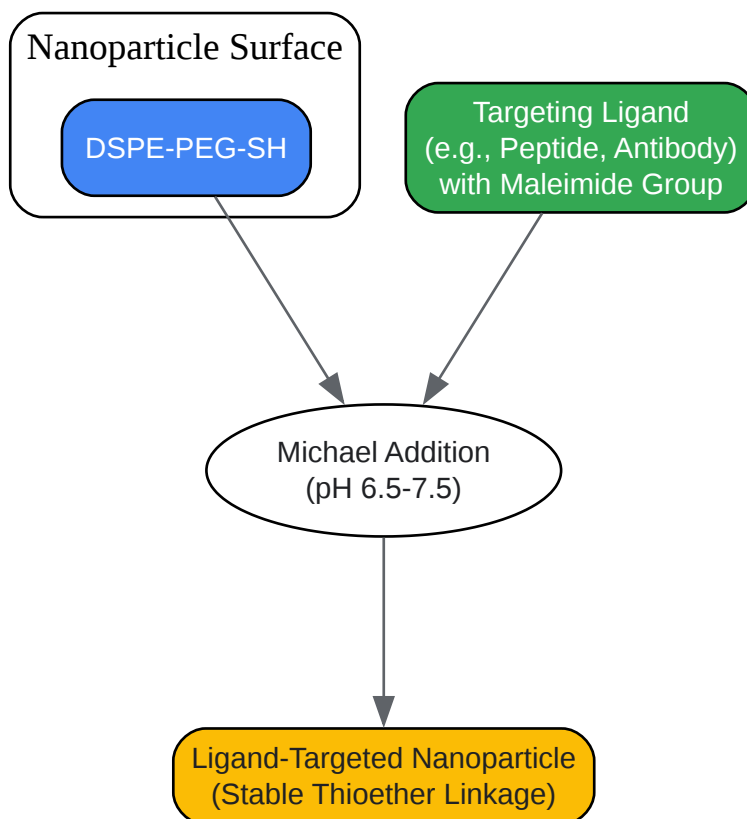 Nanoparticle Surface
DSPE-PEG-SH
Targeting Ligand
(e.g., Peptide, Antibody)
with Maleimide Group
Michael Addition
(pH 6.5-7.5)
Ligand-Targeted Nanoparticle
(Stable Thioether Linkage)